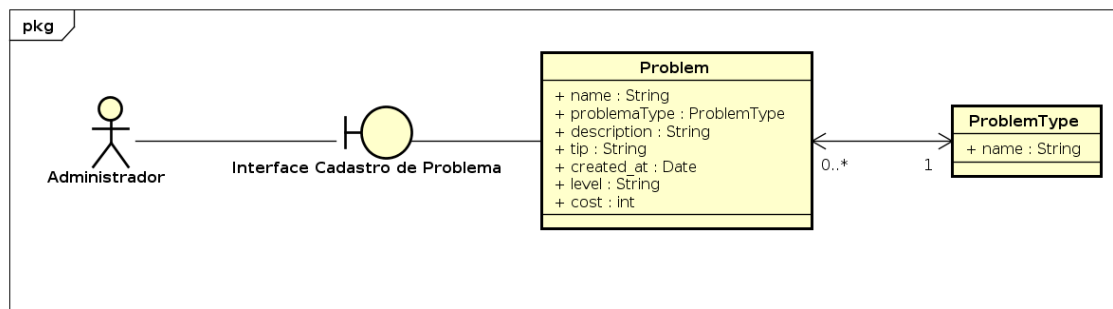 pkg
Administrador
Interface Cadastro de Problema
Problem
+ name : String
+ problemaType : ProblemType
+ description : String
+ tip : String
+ created_at : Date
+ level : String
+ cost : int
0..*
1
ProblemType
+ name : String